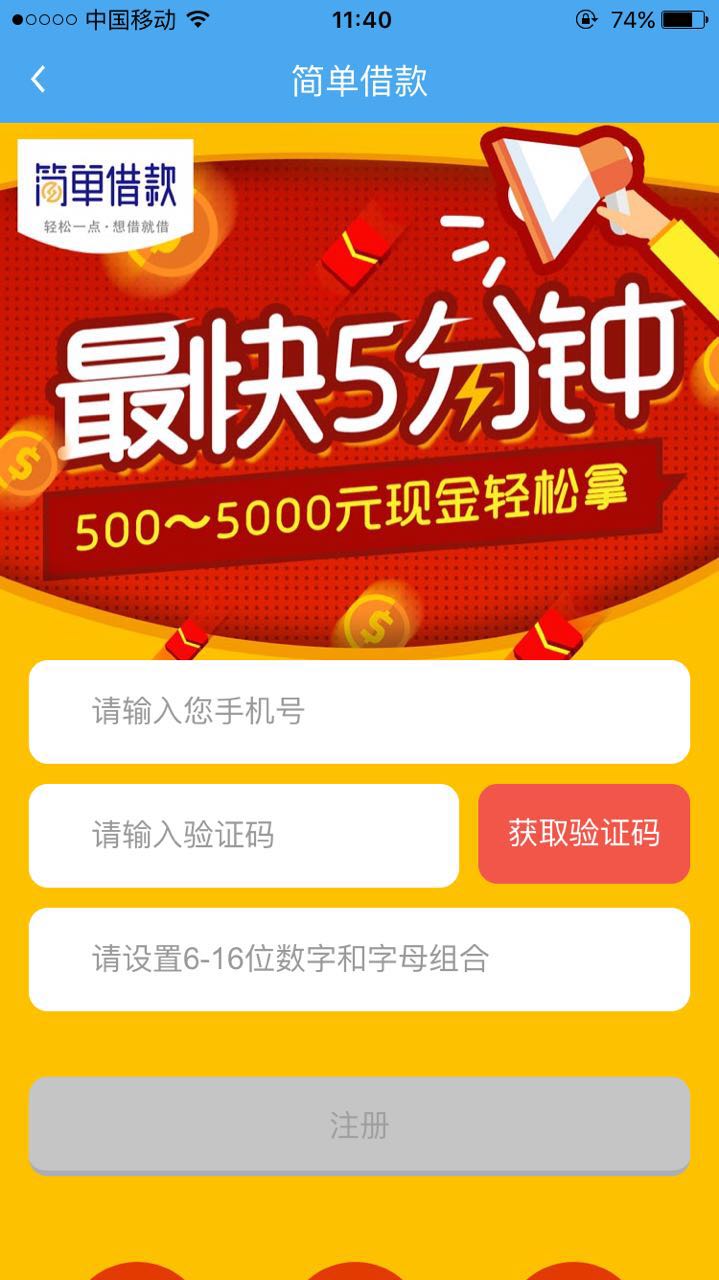 中国移动 11:40 74%
简单借款
简单借款
轻松一点·想借就借
最快5分钟
500～5000元现金轻松拿
请输入您手机号
请输入验证码 获取验证码
请设置6-16位数字和字母组合
注册